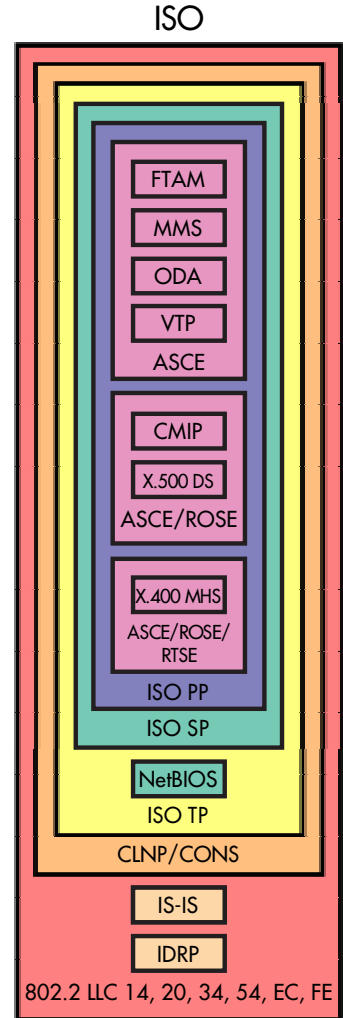 ISO
FTAM
MMS
ODA
VTP
ASCE
CMIP
X.500 DS
ASCE/ROSE
X.400 MHS
ASCE/ROSE/
RTSE
ISO PP
ISO SP
NetBIOS
ISO TP
CLNP/CONS
IS-IS
IDRP
802.2 LLC 14, 20, 34, 54, EC, FE